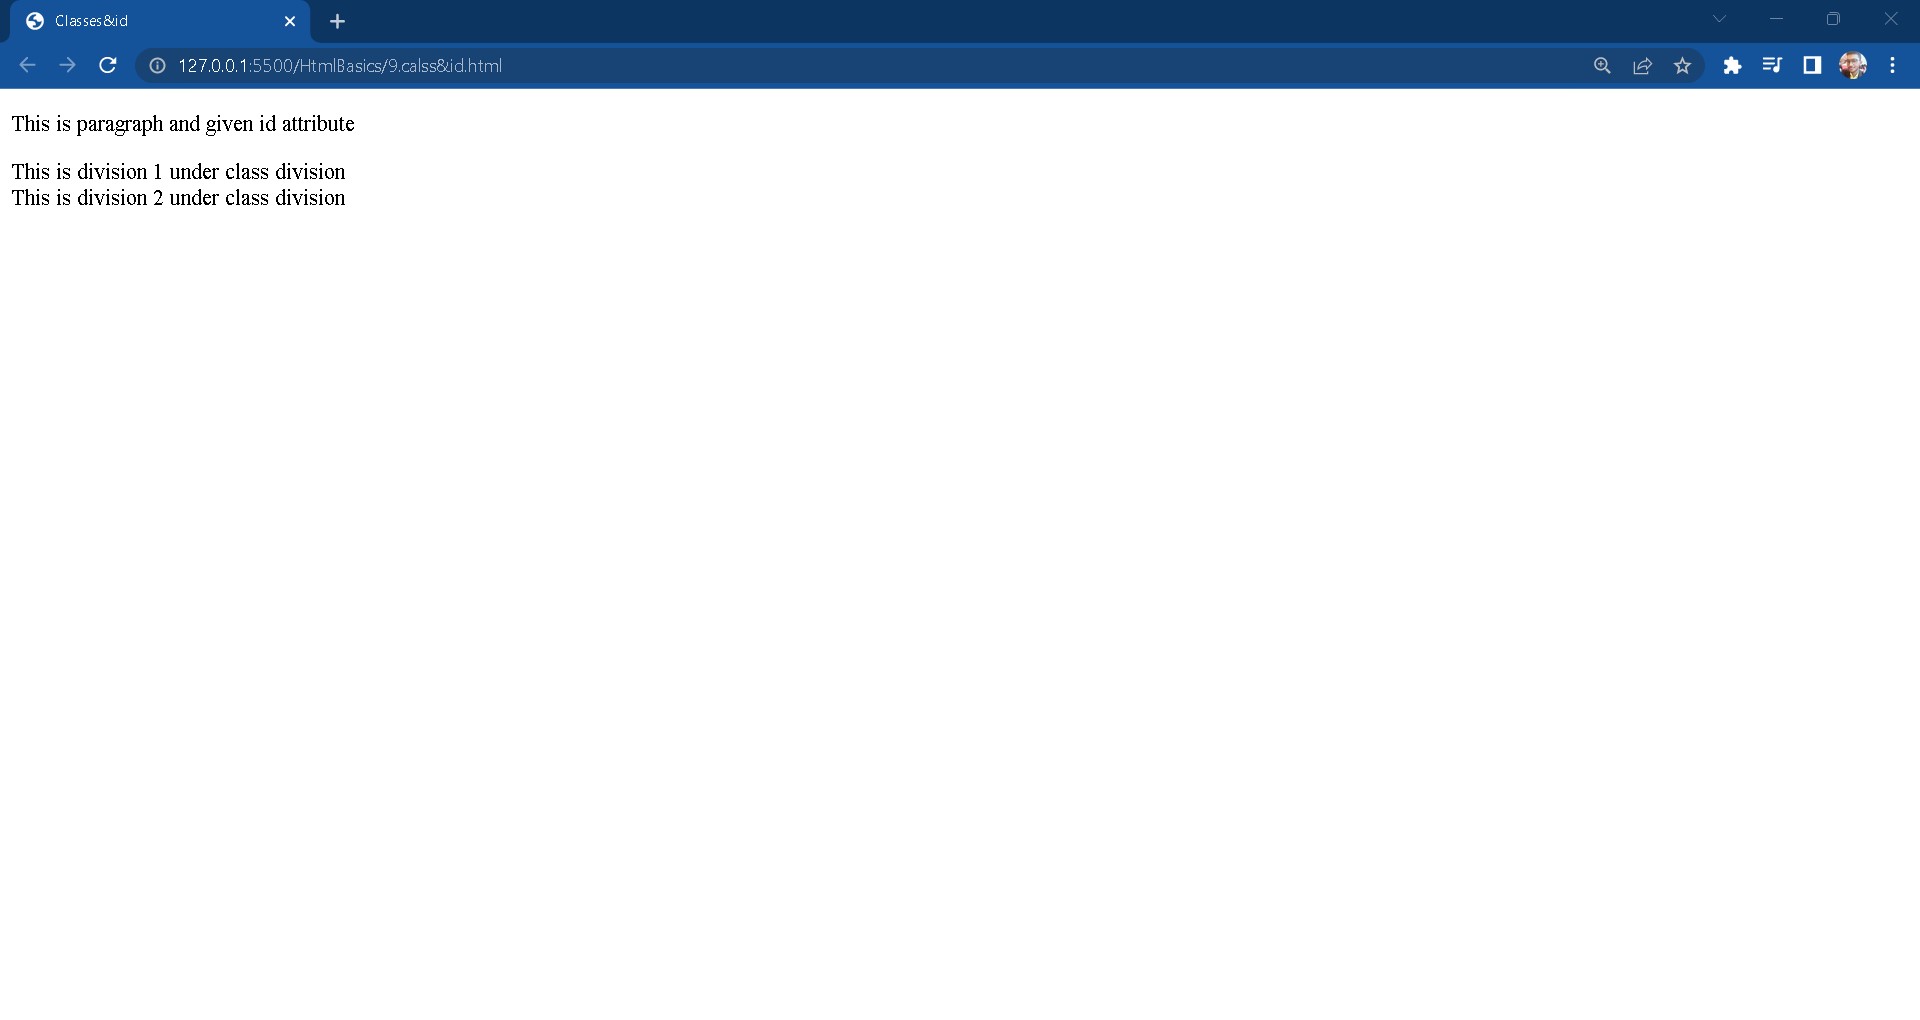 Classes&id
127.0.0.1:5500/HtmlBasics/9.calss&id.html
This is paragraph and given id attribute
This is division 1 under class division
This is division 2 under class division